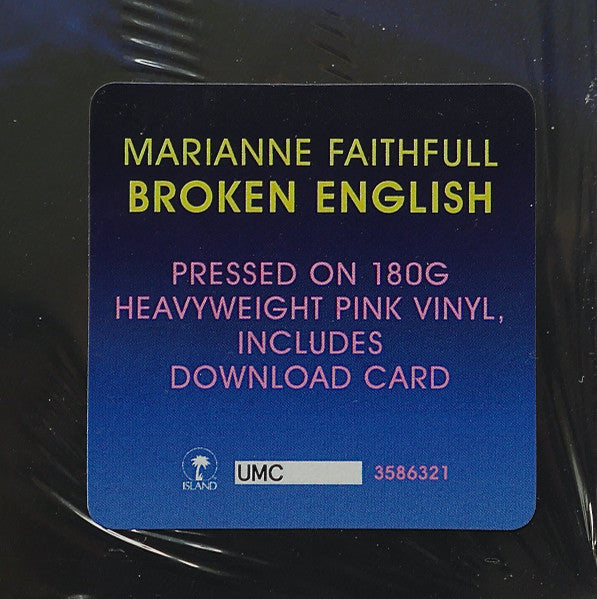 MARIANNE FAITHFULL
BROKEN ENGLISH
PRESSED ON 180G
HEAVYWEIGHT PINK VINYL,
INCLUDES
DOWNLOAD CARD
ISLAND
UMC
3586321